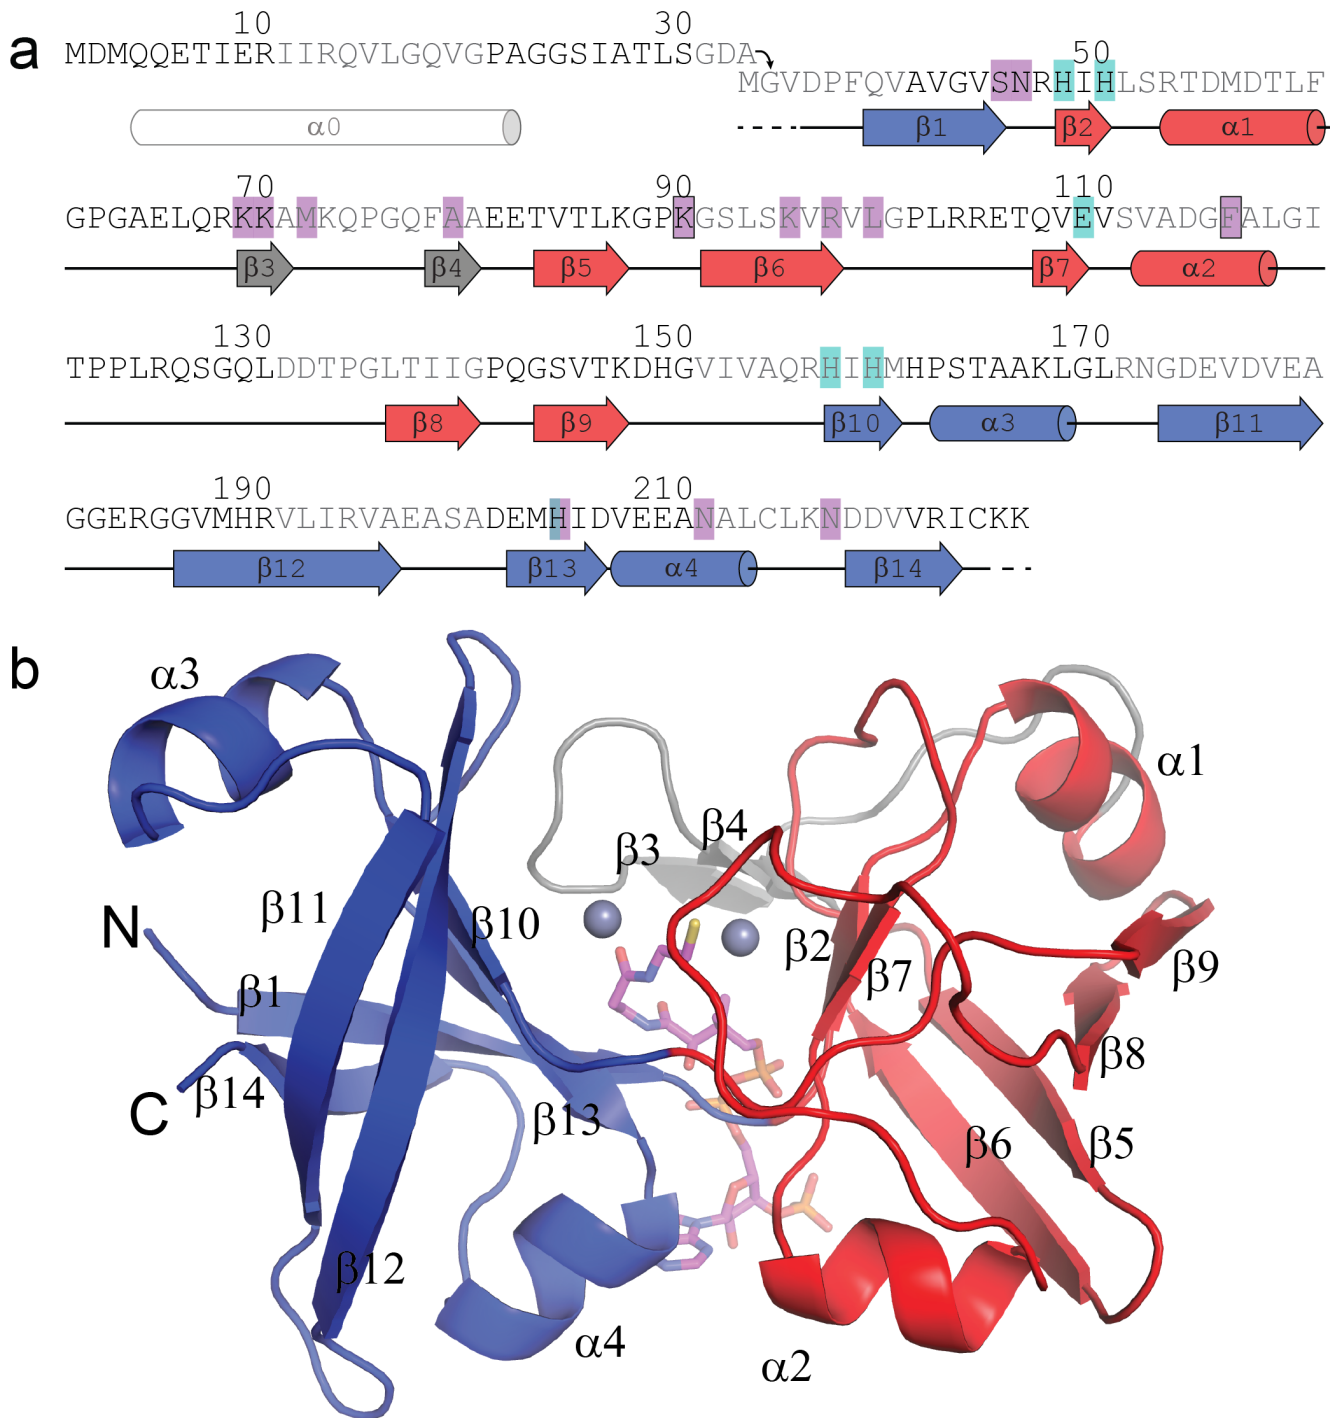 a
10 30
MDMQQETIERIIRQVLGQVGPAGGSIATLSGDA
50
MGVDPFQVAVGVSNRHIHLSRTDMDTLF
α0 β1 β2 α1
70 90 110
GPGAELQRKKAMKQPGQFAAEETVTLKGPKGSLSKVRVLGPLRRETQVEVSVADGFALGI
β3 β4 β5 β6 β7 α2
130 150 170
TPPLRQSGQLDDTPGLTIIGPQGSVTKDHGVIVAQRHIHMHPSTAAKLGLRNGDEVDVEA
β8 β9 β10 α3 β11
190 210
GGERGGVMHRVLIRVAEASADEMHIDVEEANALCLKNDDVVRICKK
β12 β13 α4 β14
b
α3
α1
β4
β3
β11
N
β10
β2
β7
β9
β1
β8
β14
C
β13
β6
β5
β12
α4
α2